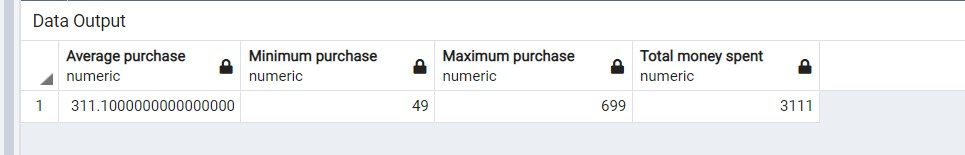 Data Output
Average purchase Minimum purchase Maximum purchase Total money spent
numeric numeric numeric numeric
1 311.1000000000000000 49 699 3111